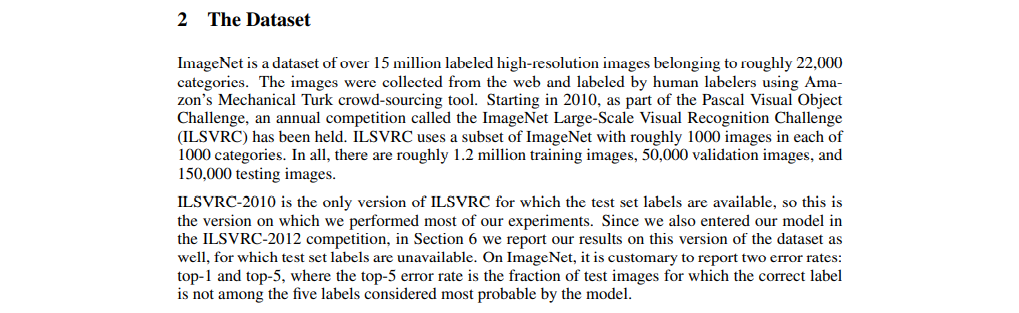 2 The Dataset
ImageNet is a dataset of over 15 million labeled high-resolution images belonging to roughly 22,000
categories. The images were collected from the web and labeled by human labelers using Ama-
zon's Mechanical Turk crowd-sourcing tool. Starting in 2010, as part of the Pascal Visual Object
Challenge, an annual competition called the ImageNet Large-Scale Visual Recognition Challenge
(ILSVRC) has been held. ILSVRC uses a subset of ImageNet with roughly 1000 images in each of
1000 categories. In all, there are roughly 1.2 million training images, 50,000 validation images, and
150,000 testing images.
ILSVRC-2010 is the only version of ILSVRC for which the test set labels are available, so this is
the version on which we performed most of our experiments. Since we also entered our model in
the ILSVRC-2012 competition, in Section 6 we report our results on this version of the dataset as
well, for which test set labels are unavailable. On ImageNet, it is customary to report two error rates:
top-1 and top-5, where the top-5 error rate is the fraction of test images for which the correct label
is not among the five labels considered most probable by the model.